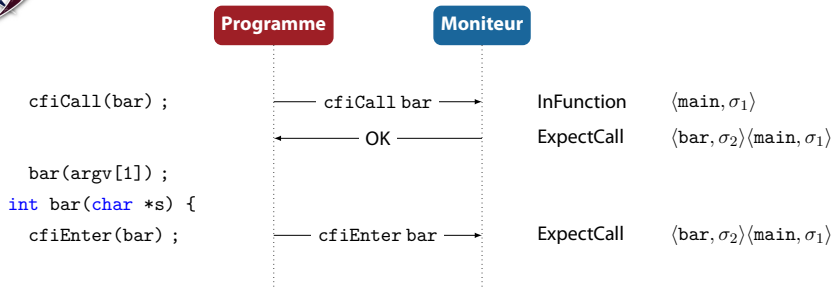 Programme Moniteur
cfiCall(bar) ; cfiCall bar InFunction ⟨main, σ₁⟩
OK ExpectCall ⟨bar, σ₂⟩⟨main, σ₁⟩
bar(argv[1]) ;
int bar(char *s) {
cfiEnter(bar) ; cfiEnter bar ExpectCall ⟨bar, σ₂⟩⟨main, σ₁⟩